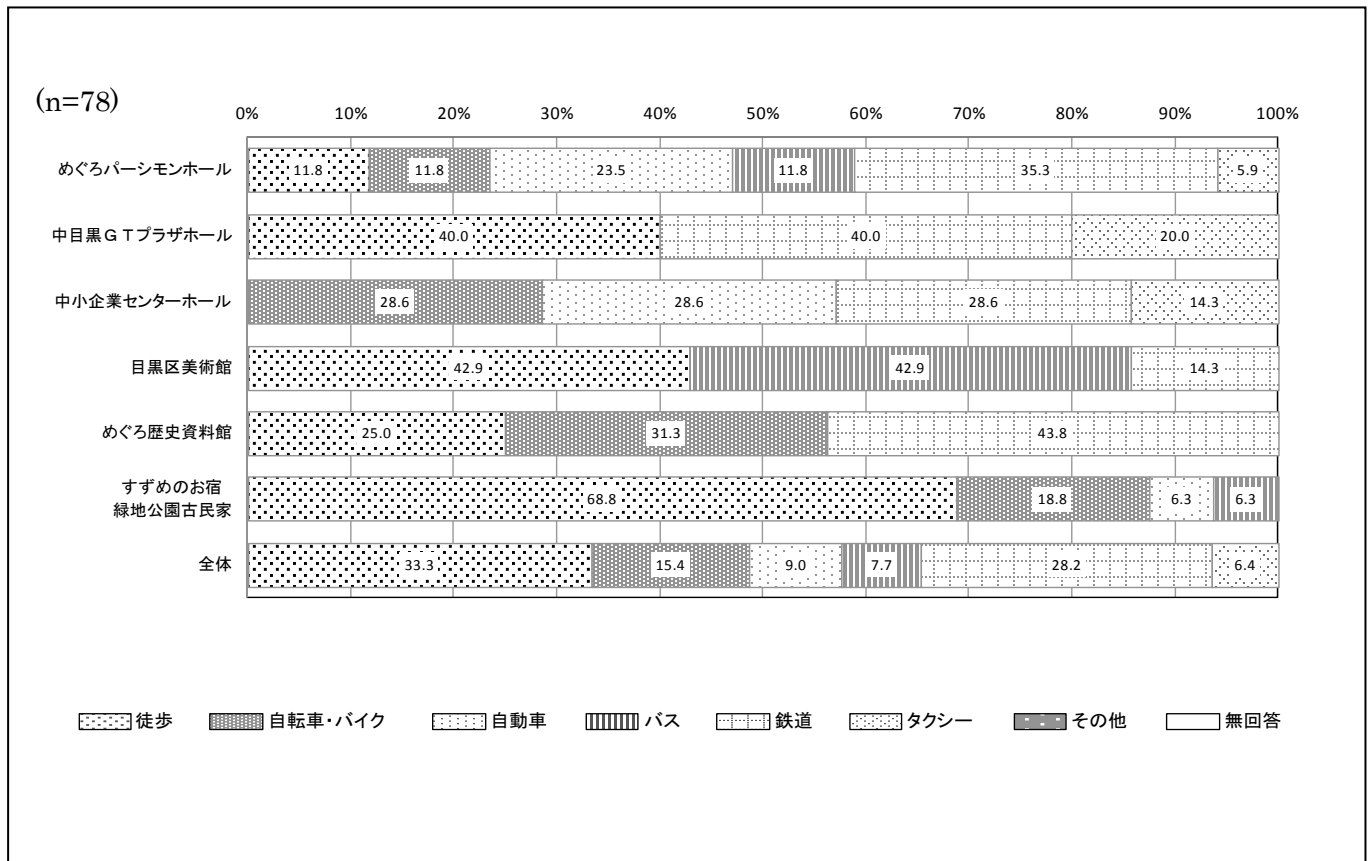 (n=78)
0% 10% 20% 30% 40% 50% 60% 70% 80% 90% 100%
めぐろパーシモンホール 11.8 11.8 23.5 11.8 35.3 5.9
中目黒GTプラザホール 40.0 40.0 20.0
中小企業センターホール 28.6 28.6 28.6 14.3
目黒区美術館 42.9 42.9 14.3
めぐろ歴史資料館 25.0 31.3 43.8
すずめのお宿
緑地公園古民家 68.8 18.8 6.3 6.3
全体 33.3 15.4 9.0 7.7 28.2 6.4
徒歩 自転車・バイク 自動車 バス 鉄道 タクシー その他 無回答